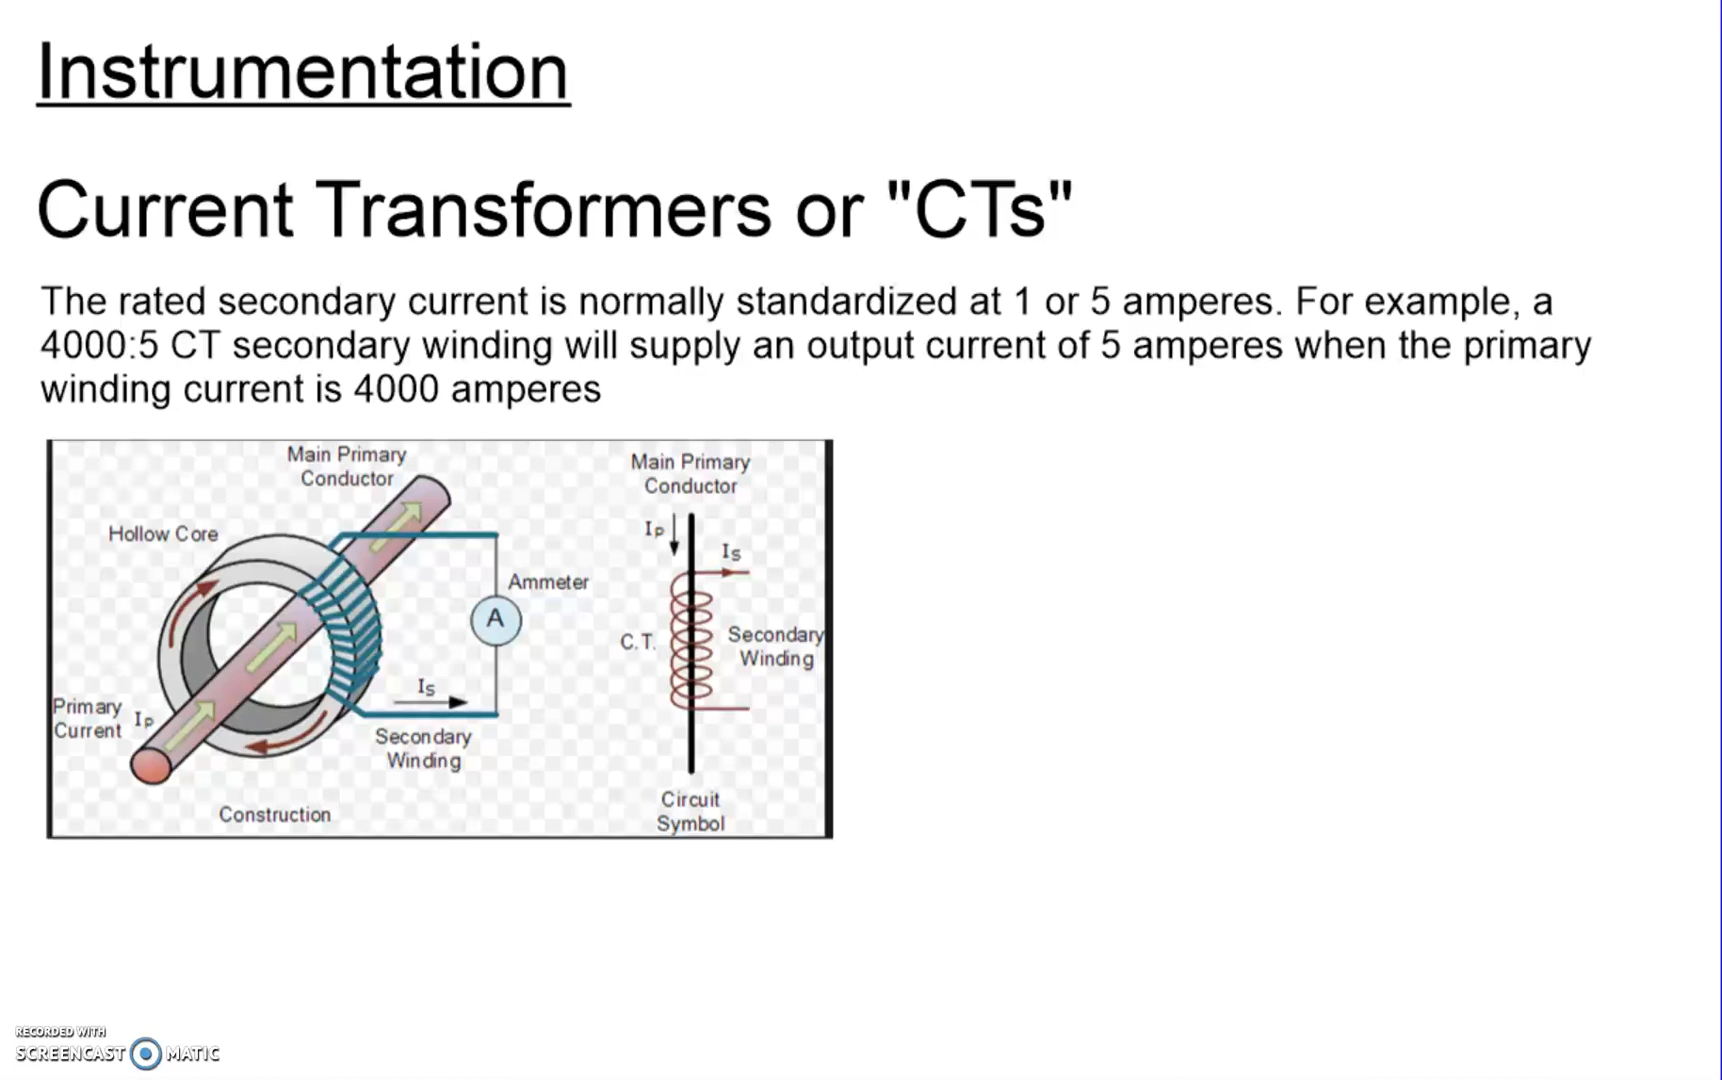 Instrumentation
Current Transformers or "CTs"
The rated secondary current is normally standardized at 1 or 5 amperes. For example, a
4000:5 CT secondary winding will supply an output current of 5 amperes when the primary
winding current is 4000 amperes
Main Primary
Conductor
Hollow Core
Ammeter
A
Is
Primary
Current Ip
Secondary
Winding
Construction
Main Primary
Conductor
Ip
Is
C.T.
Secondary
Winding
Circuit
Symbol
RECORDED WITH
SCREENCAST MATIC